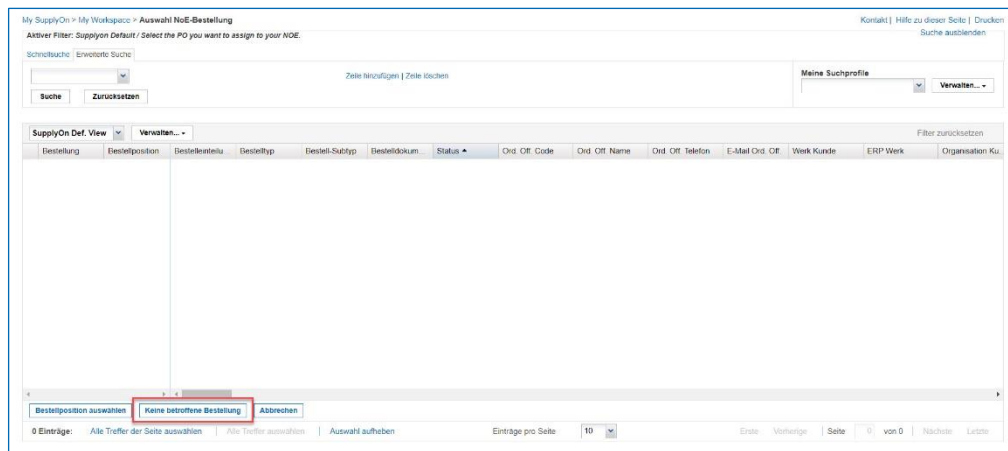 My SupplyOn > My Workspace > Auswahl NoE-Bestellung
Kontakt | Hilfe zu dieser Seite | Drucken
Aktiver Filter: Supplyon Default / Select the PO you want to assign to your NOE.
Suche ausblenden
Schnellsuche Erweiterte Suche
Zeile hinzufügen | Zeile löschen
Meine Suchprofile
Suche Zurücksetzen
Verwalten...
SupplyOn Def. View Verwalten...
Filter zurücksetzen
Bestellung Bestellposition Bestelleinteilu... Bestelltyp Bestell-Subtyp Bestelldokum... Status Ord. Off. Code Ord. Off. Name Ord. Off. Telefon E-Mail Ord. Off. Werk Kunde ERP Werk Organisation Ku...
Bestellposition auswählen Keine betroffene Bestellung Abbrechen
0 Einträge: Alle Treffer der Seite auswählen | Alle Treffer auswählen | Auswahl aufheben Einträge pro Seite 10 Erste Vorherige | Seite 0 von 0 | Nächste Letzte